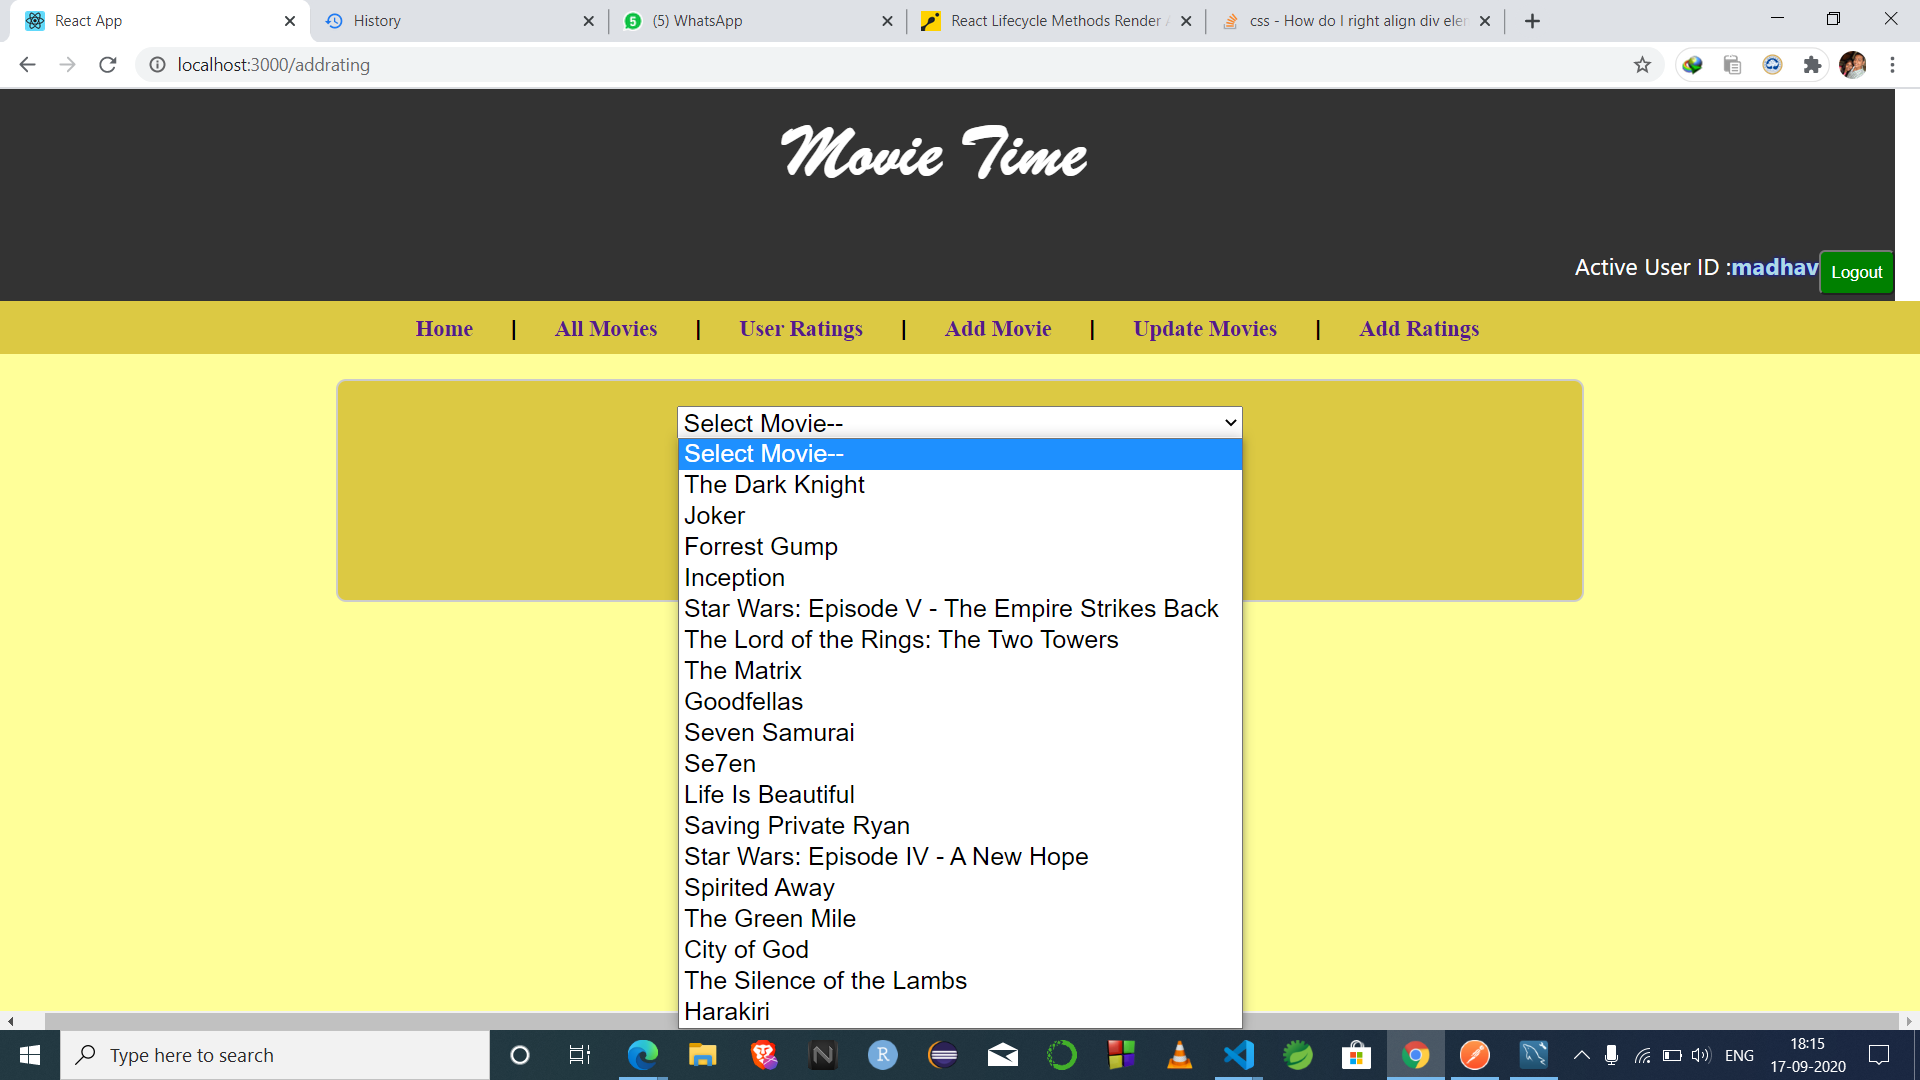 React App
History
(5) WhatsApp
React Lifecycle Methods Render
css - How do I right align div elem
localhost:3000/addrating
Movie Time
Active User ID :madhav
Logout
Home | All Movies | User Ratings | Add Movie | Update Movies | Add Ratings
Select Movie--
Select Movie--
The Dark Knight
Joker
Forrest Gump
Inception
Star Wars: Episode V - The Empire Strikes Back
The Lord of the Rings: The Two Towers
The Matrix
Goodfellas
Seven Samurai
Se7en
Life Is Beautiful
Saving Private Ryan
Star Wars: Episode IV - A New Hope
Spirited Away
The Green Mile
City of God
The Silence of the Lambs
Harakiri
Type here to search
ENG
18:15
17-09-2020